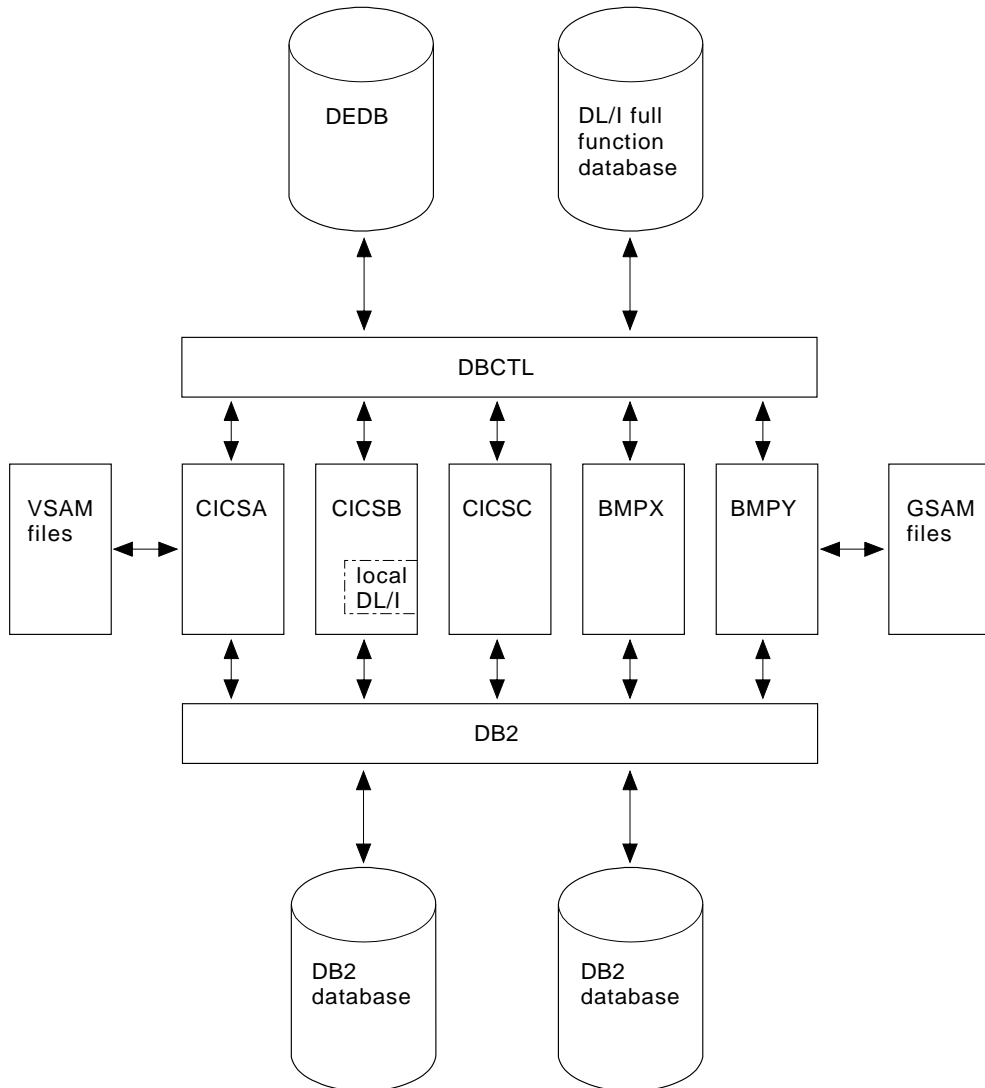 DEDB
DL/I full
function
database
DBCTL
VSAM
files
CICSA
CICSB
local
DL/I
CICSC
BMPX
BMPY
GSAM
files
DB2
DB2
database
DB2
database